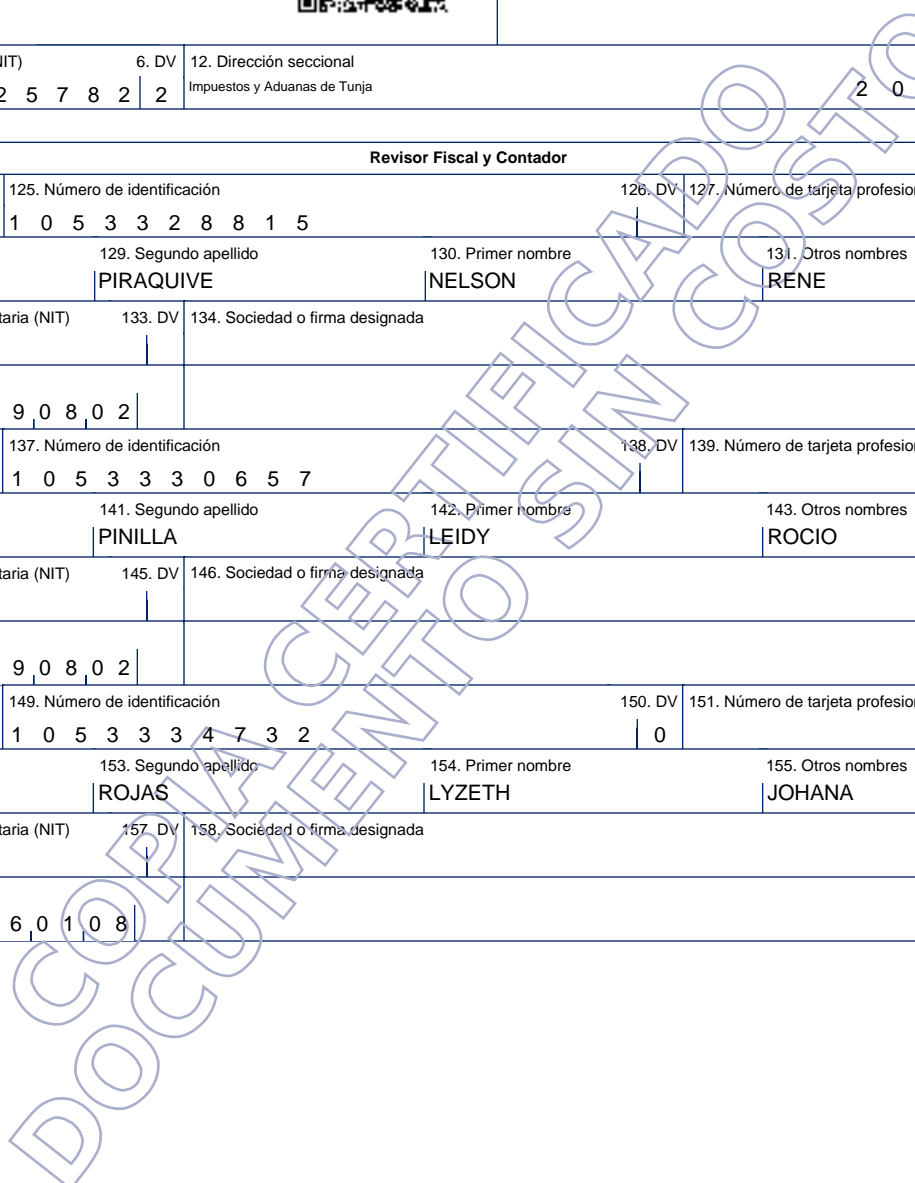 NIT) 6. DV 12. Dirección seccional
2 5 7 8 2 2 Impuestos y Aduanas de Tunja 2 0
Revisor Fiscal y Contador
125. Número de identificación 126. DV 127. Número de tarjeta profesion
1 0 5 3 3 2 8 8 1 5
129. Segundo apellido 130. Primer nombre 131. Otros nombres
PIRAQUIVE NELSON RENE
taria (NIT) 133. DV 134. Sociedad o firma designada
9 0 8 0 2
137. Número de identificación 138. DV 139. Número de tarjeta profesion
1 0 5 3 3 3 0 6 5 7
141. Segundo apellido 142. Primer nombre 143. Otros nombres
PINILLA LEIDY ROCIO
taria (NIT) 145. DV 146. Sociedad o firma designada
9 0 8 0 2
149. Número de identificación 150. DV 151. Número de tarjeta profesion
1 0 5 3 3 3 4 7 3 2 0
153. Segundo apellido 154. Primer nombre 155. Otros nombres
ROJAS LYZETH JOHANA
taria (NIT) 157. DV 158. Sociedad o firma designada
6 0 1 0 8
COPIA CERTIFICADO
DOCUMENTO SIN COSTO